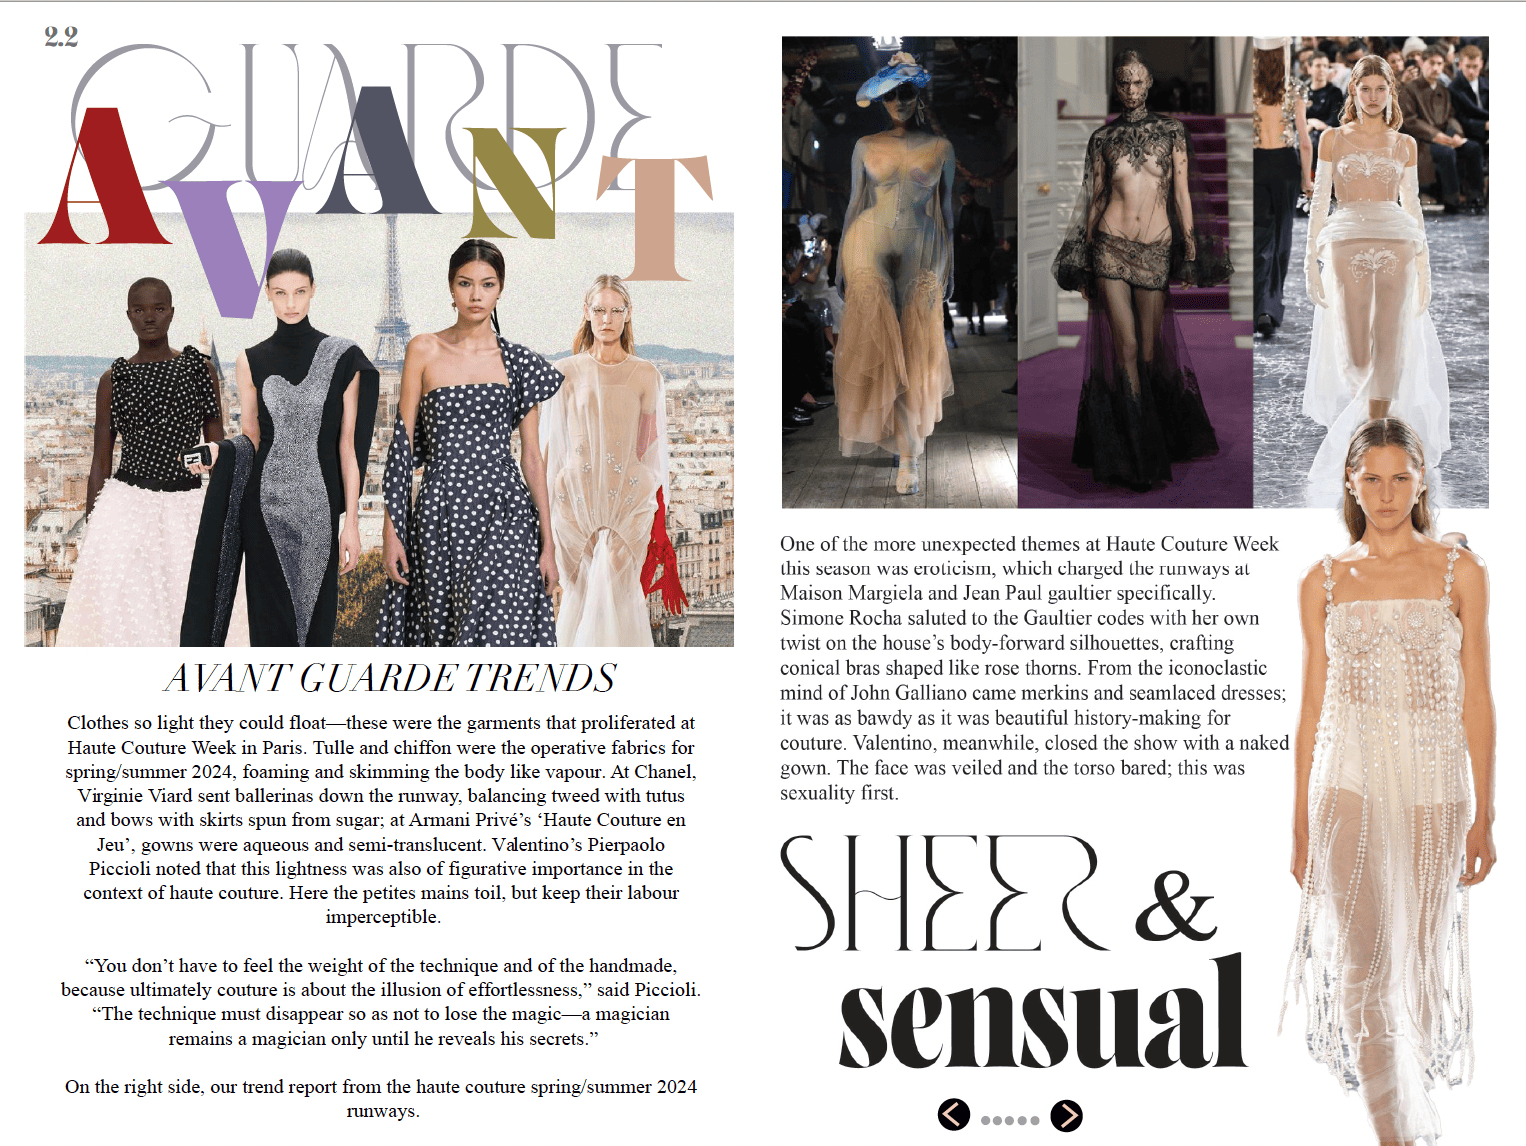 2.2
GUARDE
AVANT
AVANT GUARDE TRENDS
Clothes so light they could float—these were the garments that proliferated at
Haute Couture Week in Paris. Tulle and chiffon were the operative fabrics for
spring/summer 2024, foaming and skimming the body like vapour. At Chanel,
Virginie Viard sent ballerinas down the runway, balancing tweed with tutus
and bows with skirts spun from sugar; at Armani Privé’s ‘Haute Couture en
Jeu’, gowns were aqueous and semi-translucent. Valentino’s Pierpaolo
Piccioli noted that this lightness was also of figurative importance in the
context of haute couture. Here the petites mains toil, but keep their labour
imperceptible.
“You don’t have to feel the weight of the technique and of the handmade,
because ultimately couture is about the illusion of effortlessness,” said Piccioli.
“The technique must disappear so as not to lose the magic—a magician
remains a magician only until he reveals his secrets.”
On the right side, our trend report from the haute couture spring/summer 2024
runways.
One of the more unexpected themes at Haute Couture Week
this season was eroticism, which charged the runways at
Maison Margiela and Jean Paul gaultier specifically.
Simone Rocha saluted to the Gaultier codes with her own
twist on the house’s body-forward silhouettes, crafting
conical bras shaped like rose thorns. From the iconoclastic
mind of John Galliano came merkins and seamlaced dresses;
it was as bawdy as it was beautiful history-making for
couture. Valentino, meanwhile, closed the show with a naked
gown. The face was veiled and the torso bared; this was
sexuality first.
SHEER &
sensual